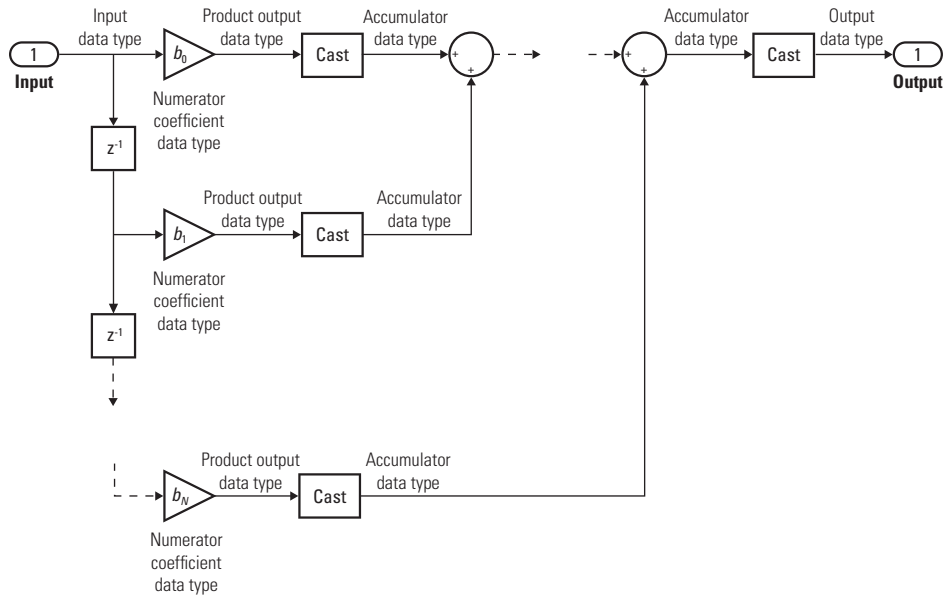 Input
data type
Product output
data type
Accumulator
data type
Accumulator
data type
Output
data type
1
Input
b0
Cast
+
+
+
+
Cast
1
Output
Numerator
coefficient
data type
z-1
Product output
data type
Accumulator
data type
b1
Cast
Numerator
coefficient
data type
z-1
Product output
data type
Accumulator
data type
bN
Cast
Numerator
coefficient
data type